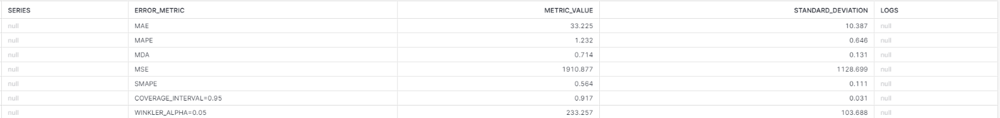 SERIES ERROR_METRIC METRIC_VALUE STANDARD_DEVIATION LOGS
null MAE 33.225 10.387 null
null MAPE 1.232 0.646 null
null MDA 0.714 0.131 null
null MSE 1910.877 1128.699 null
null SMAPE 0.564 0.111 null
null COVERAGE_INTERVAL=0.95 0.917 0.031 null
null WINKLER_ALPHA=0.05 233.257 103.688 null